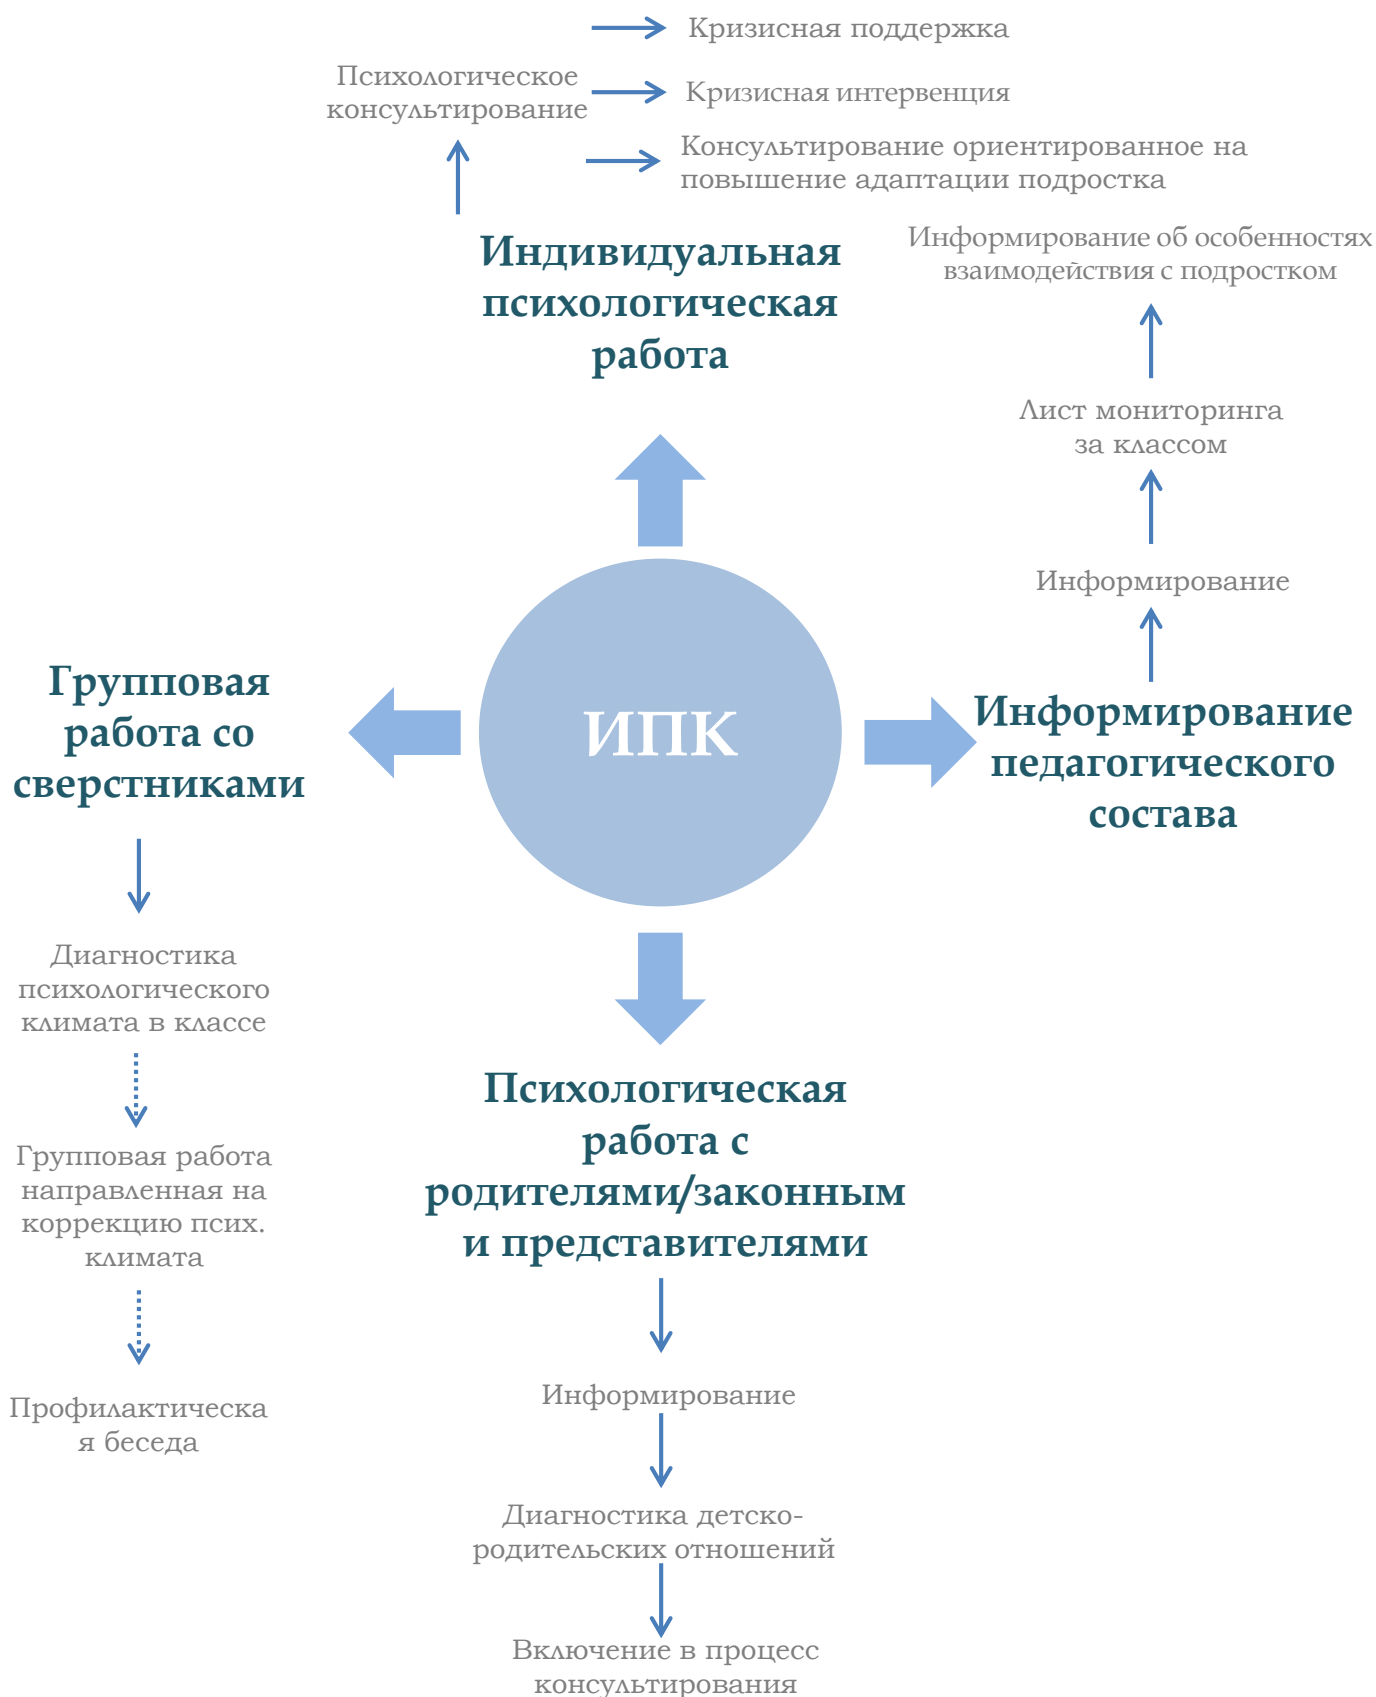 Кризисная поддержка
Психологическое
консультирование
Кризисная интервенция
Консультирование ориентированное на
повышение адаптации подростка
Индивидуальная
психологическая
работа
Информирование об особенностях
взаимодействия с подростком
Лист мониторинга
за классом
Информирование
Информирование
педагогического
состава
ИПК
Групповая
работа со
сверстниками
Диагностика
психологического
климата в классе
Групповая работа
направленная на
коррекцию псих.
климата
Профилактическа
я беседа
Психологическая
работа с
родителями/законным
и представителями
Информирование
Диагностика детско-
родительских отношений
Включение в процесс
консультирования